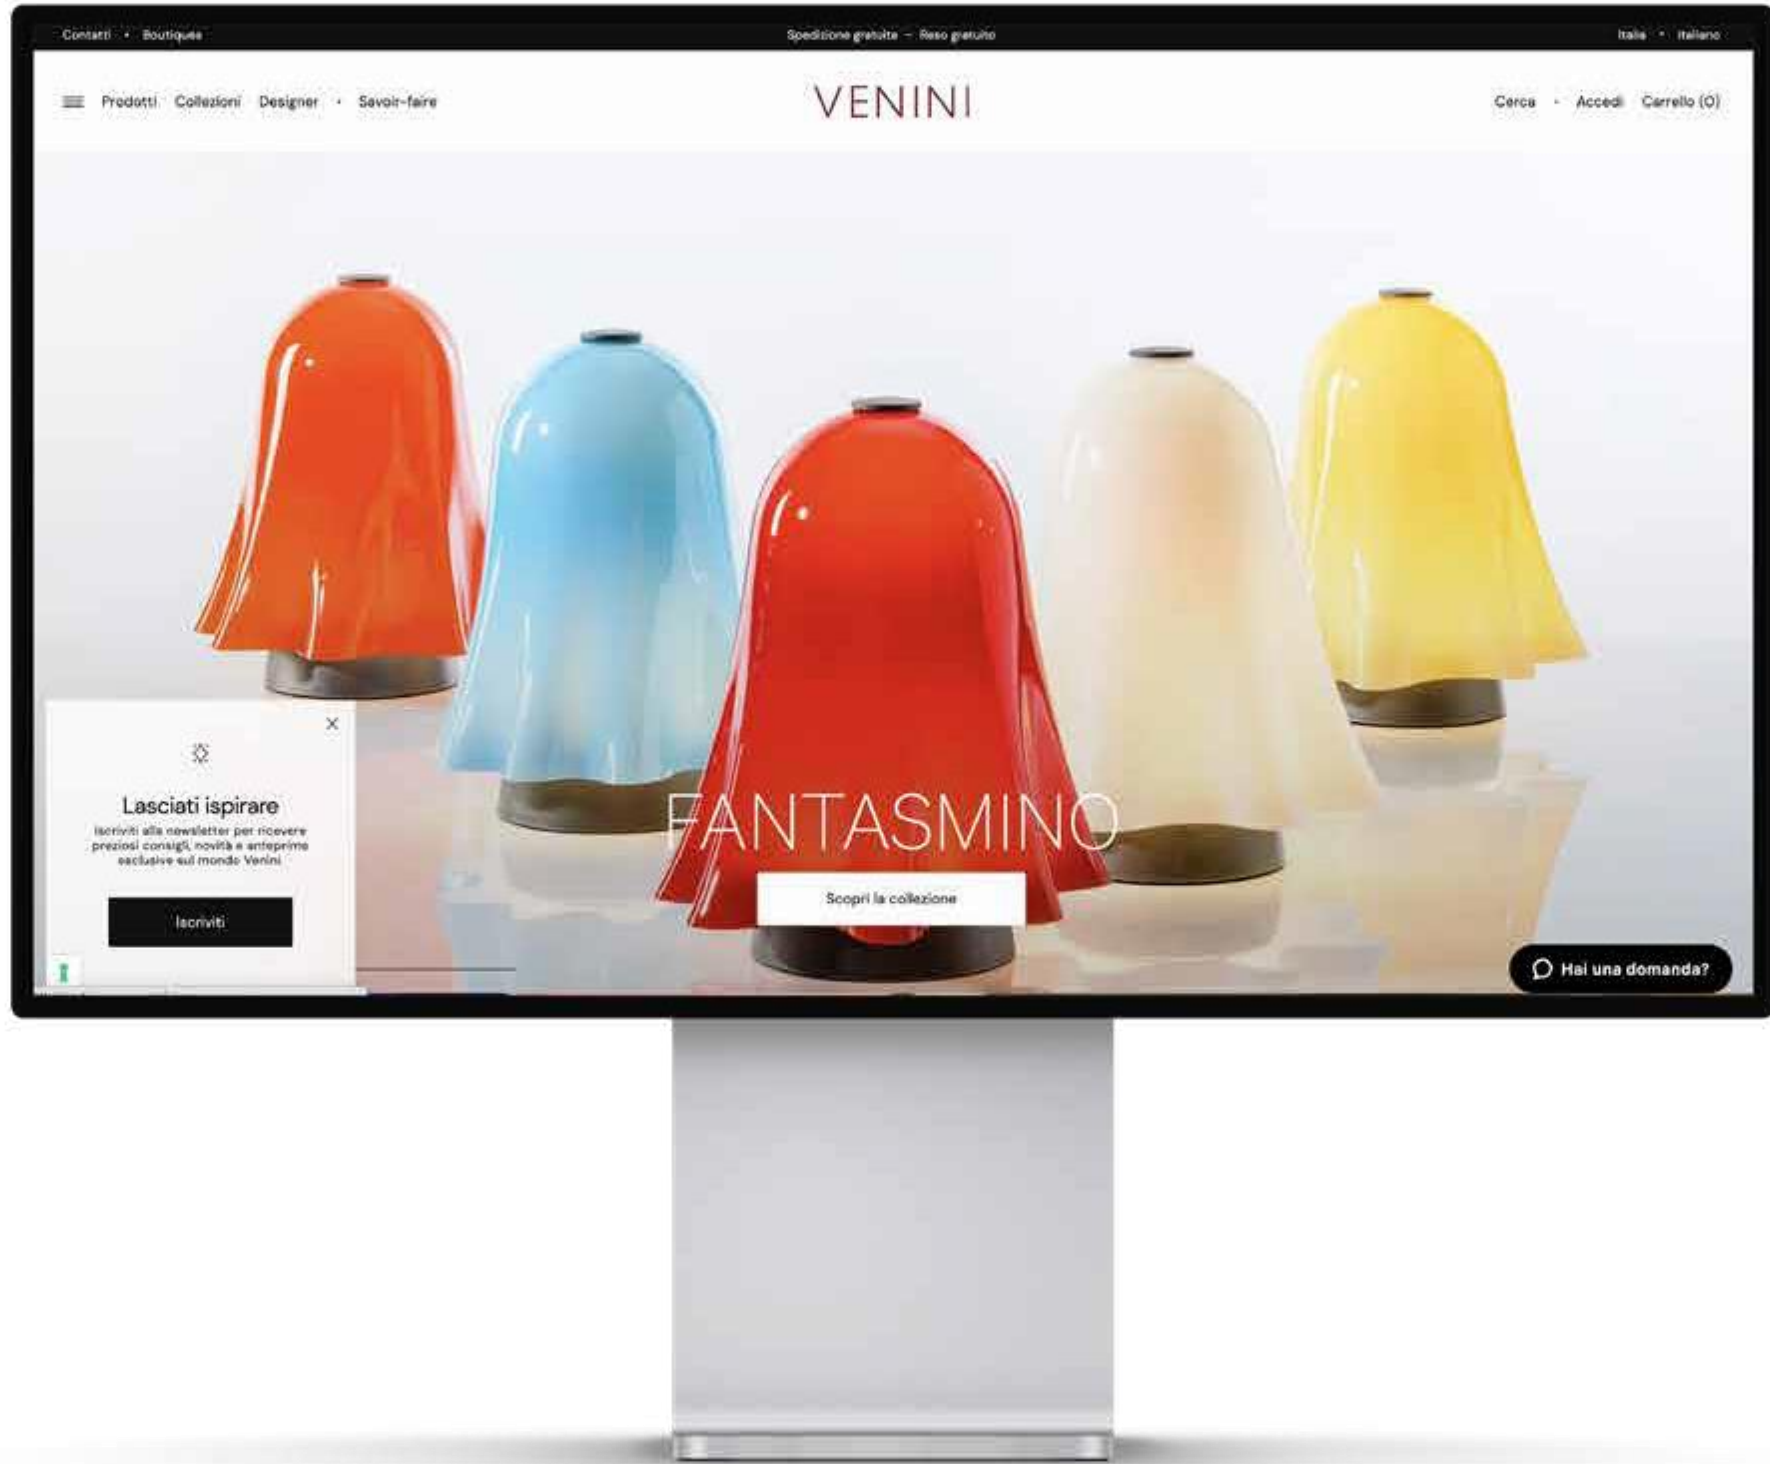 Contatti • Boutiques
Spedizione gratuita – Reso gratuito
Italia • Italiano
Prodotti Collezioni Designer • Savoir-faire
VENINI
Cerca • Accedi Carrello (0)
Lasciati ispirare
Iscriviti alla newsletter per ricevere
preziosi consigli, novità e anteprime
esclusive sul mondo Venini
Iscriviti
FANTASMINO
Scopri la collezione
Hai una domanda?